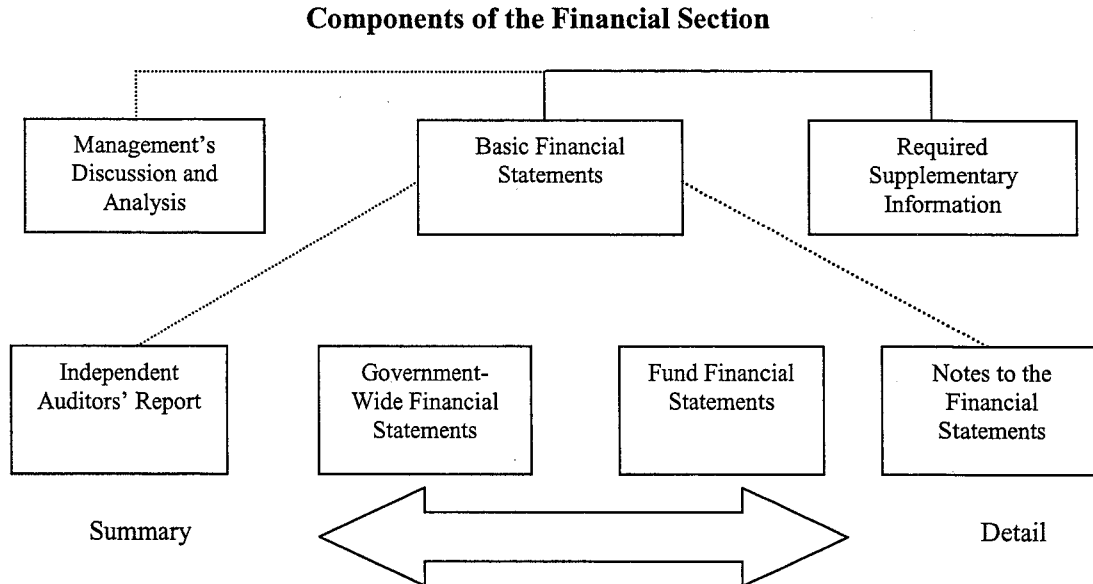 Components of the Financial Section
Management's
Discussion and
Analysis
Basic Financial
Statements
Required
Supplementary
Information
Independent
Auditors' Report
Government-
Wide Financial
Statements
Fund Financial
Statements
Notes to the
Financial
Statements
Summary
Detail